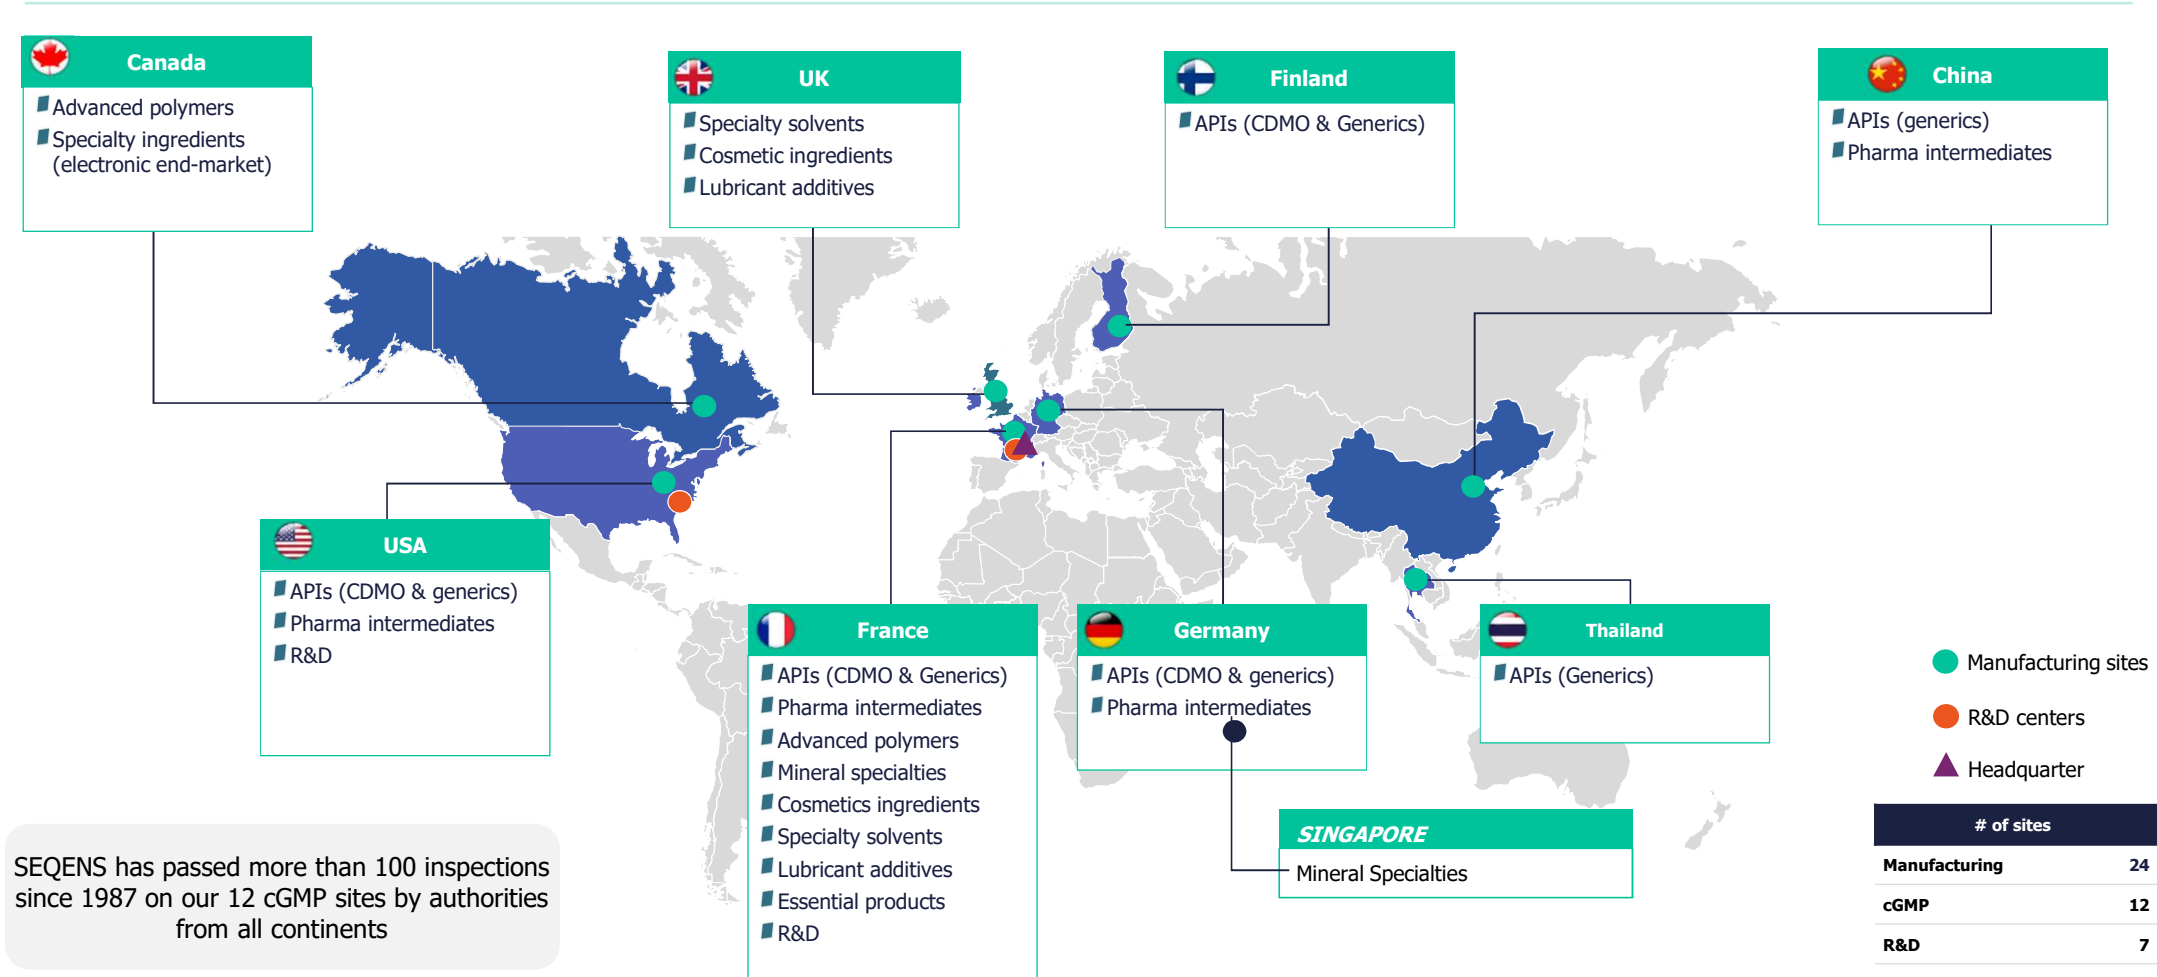 Canada
Advanced polymers
Specialty ingredients
(electronic end-market)
UK
Specialty solvents
Cosmetic ingredients
Lubricant additives
Finland
APIs (CDMO & Generics)
China
APIs (generics)
Pharma intermediates
USA
APIs (CDMO & generics)
Pharma intermediates
R&D
France
APIs (CDMO & Generics)
Pharma intermediates
Advanced polymers
Mineral specialties
Cosmetics ingredients
Specialty solvents
Lubricant additives
Essential products
R&D
Germany
APIs (CDMO & generics)
Pharma intermediates
Thailand
APIs (Generics)
SINGAPORE
Mineral Specialties
Manufacturing sites
R&D centers
Headquarter
# of sites
Manufacturing 24
cGMP 12
R&D 7
SEQENS has passed more than 100 inspections
since 1987 on our 12 cGMP sites by authorities
from all continents